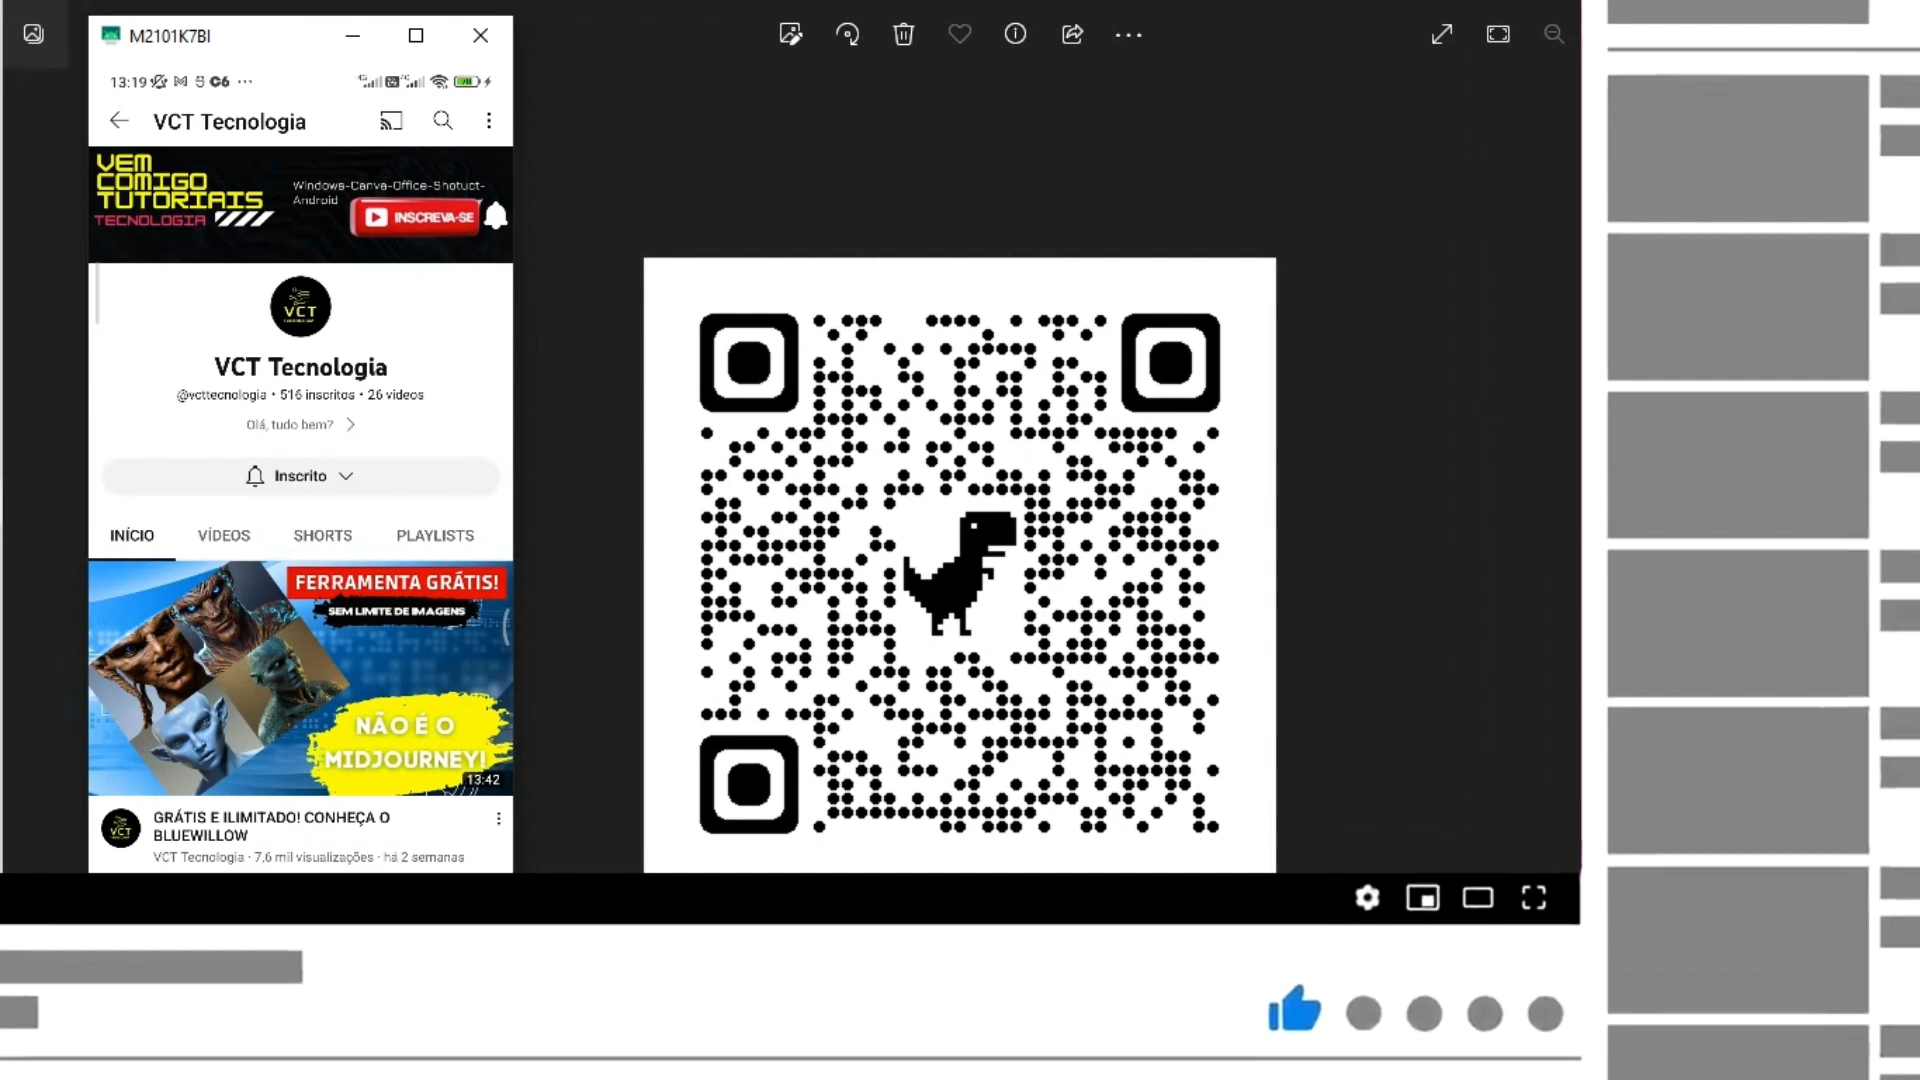 M2101K7BI
13:19
VCT Tecnologia
VEM
COMIGO
TUTORIAIS
TECNOLOGIA
Windows-Canva-Office-Shotuct-
Android
INSCREVA-SE
VCT
VCT Tecnologia
@vcttecnologia • 516 inscritos • 26 vídeos
Olá, tudo bem?
Inscrito
INÍCIO VÍDEOS SHORTS PLAYLISTS
FERRAMENTA GRÁTIS!
SEM LIMITE DE IMAGENS
NÃO É O
MIDJOURNEY!
13:42
VCT
GRÁTIS E ILIMITADO! CONHEÇA O
BLUEWILLOW
VCT Tecnologia · 7,6 mil visualizações · há 2 semanas